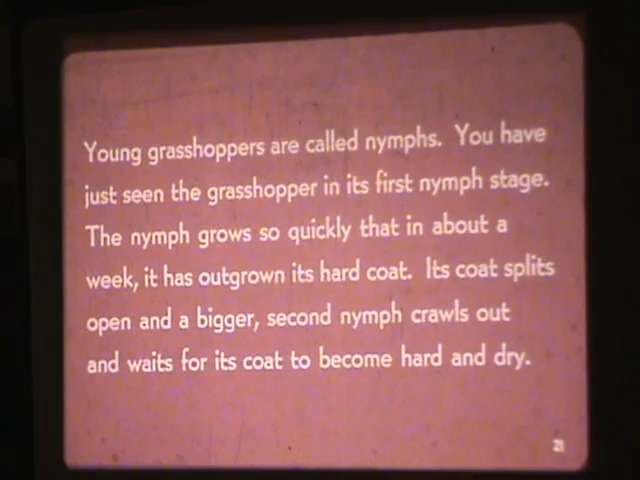 Young grasshoppers are called nymphs. You have
just seen the grasshopper in its first nymph stage.
The nymph grows so quickly that in about a
week, it has outgrown its hard coat. Its coat splits
open and a bigger, second nymph crawls out
and waits for its coat to become hard and dry.